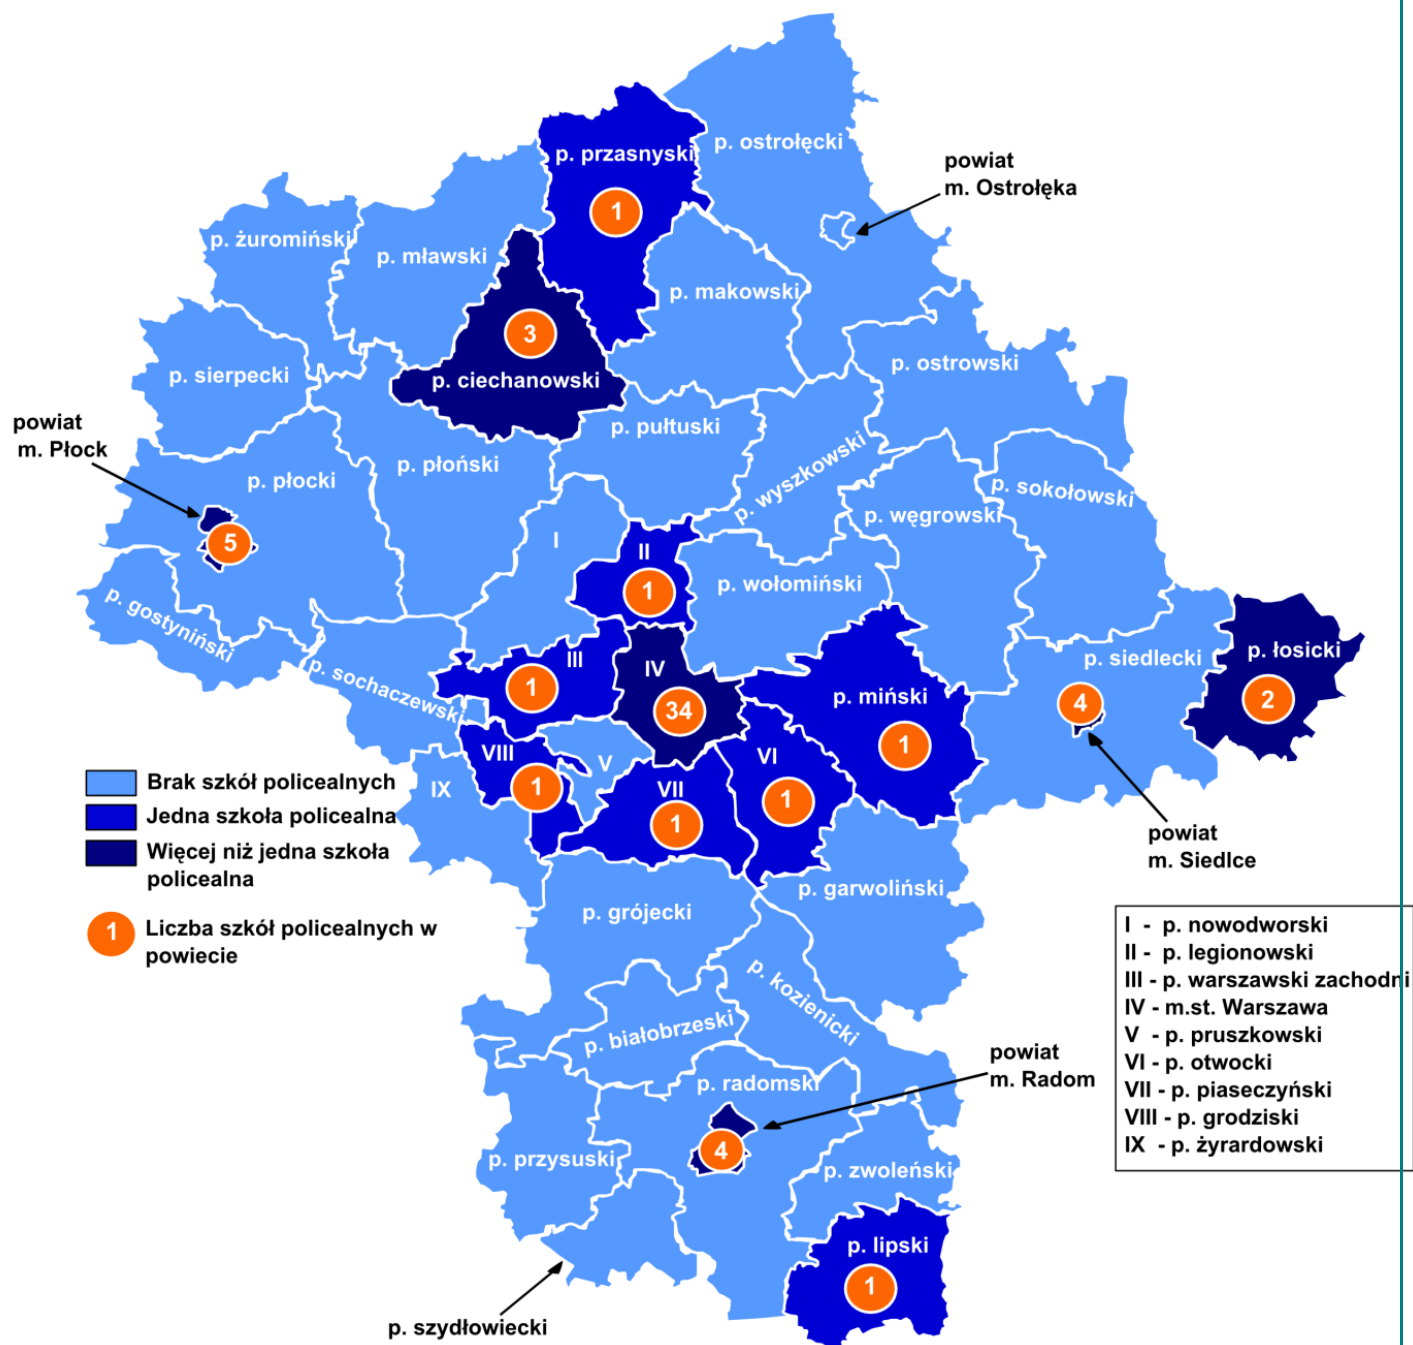 p. przasnyski
1
p. ostrołęcki
powiat
m. Ostrołęka
p. żuromiński
p. mławski
p. makowski
3
p. ciechanowski
p. sierpecki
p. ostrowski
powiat
m. Płock
p. pułtuski
p. płocki
p. płoński
p. wyszkowski
p. węgrowski
p. sokołowski
5
I
II
1
p. wołomiński
p. gostyniński
p. sochaczewski
III
1
IV
34
p. miński
1
p. siedlecki
4
p. łosicki
2
powiat
m. Siedlce
VIII
1
V
VII
1
VI
1
IX
Brak szkół policealnych
Jedna szkoła policealna
Więcej niż jedna szkoła
policealna
1
Liczba szkół policealnych w
powiecie
p. garwoliński
p. grójecki
p. kozienicki
p. białobrzeski
p. radomski
powiat
m. Radom
4
p. przysuski
p. zwoleński
p. lipski
1
p. szydłowiecki
I - p. nowodworski
II - p. legionowski
III - p. warszawski zachodni
IV - m.st. Warszawa
V - p. pruszkowski
VI - p. otwocki
VII - p. piaseczyński
VIII - p. grodziski
IX - p. żyrardowski